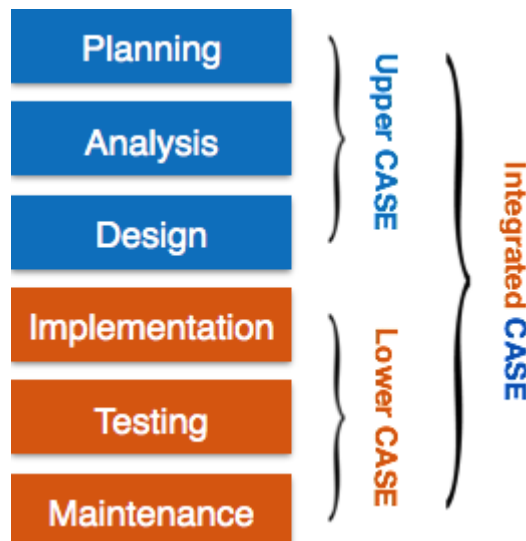 Planning
Analysis
Design
Implementation
Testing
Maintenance
Upper CASE
Lower CASE
Integrated CASE